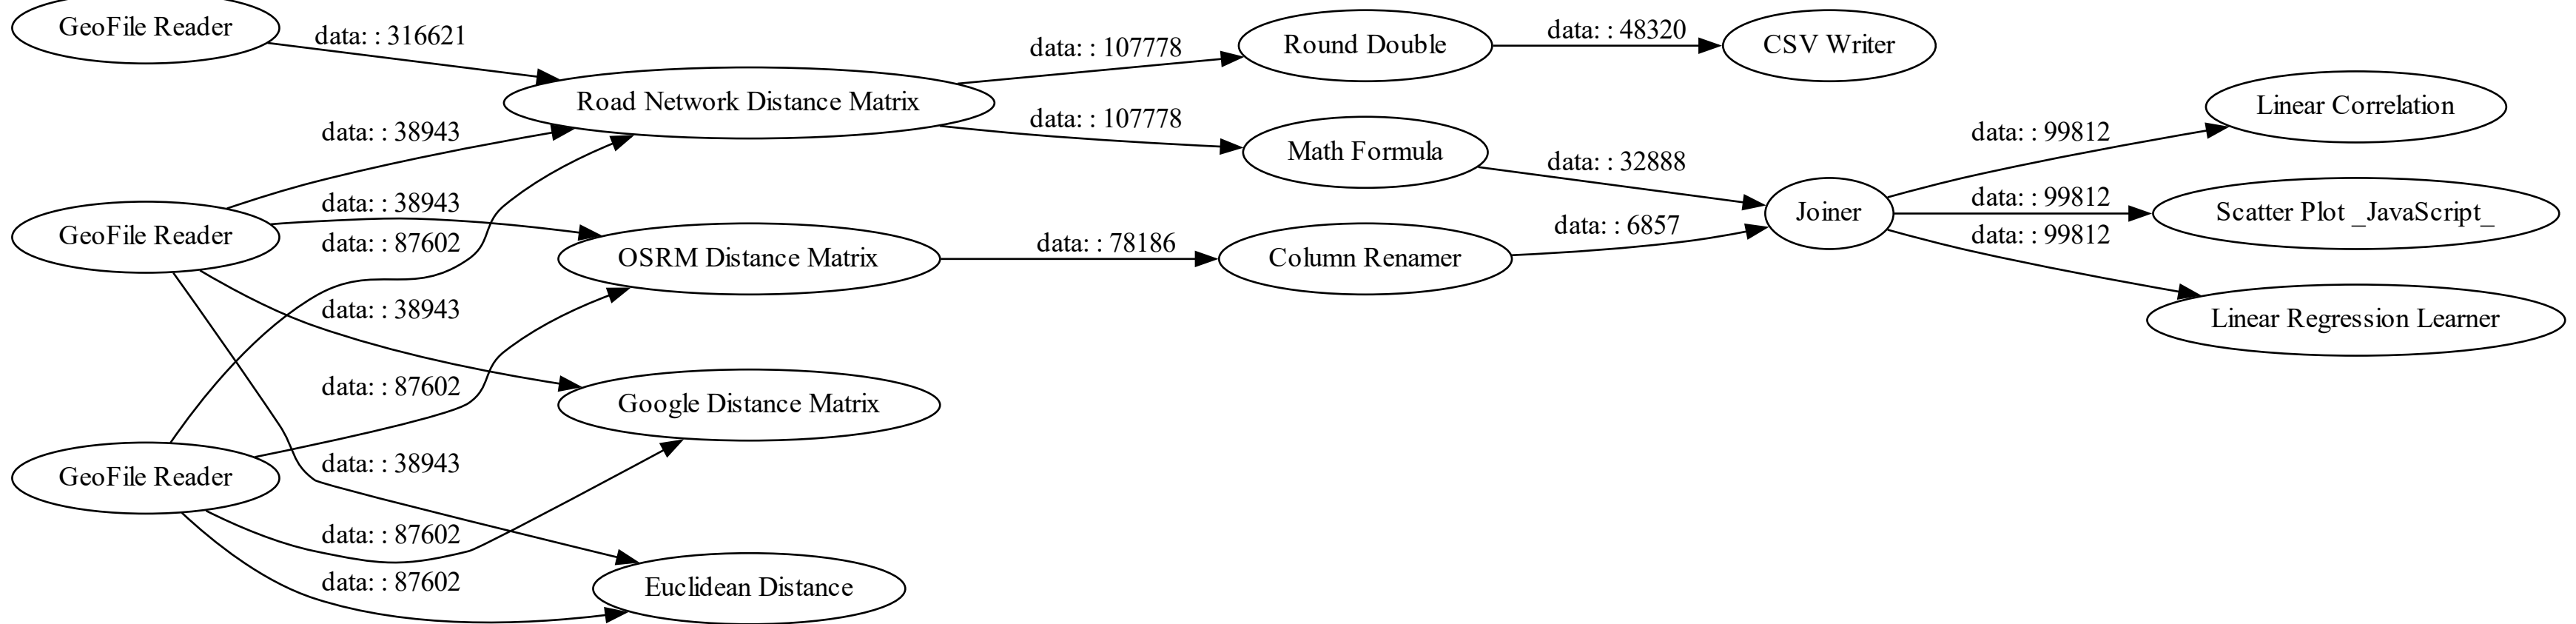 GeoFile Reader
data: : 316621
Road Network Distance Matrix
data: : 107778
Round Double
data: : 48320
CSV Writer
data: : 38943
data: : 107778
Math Formula
data: : 32888
Linear Correlation
data: : 99812
GeoFile Reader
data: : 38943
data: : 87602
OSRM Distance Matrix
data: : 78186
Column Renamer
data: : 6857
Joiner
data: : 99812
Scatter Plot _JavaScript_
data: : 99812
Linear Regression Learner
data: : 38943
data: : 87602
Google Distance Matrix
GeoFile Reader
data: : 38943
data: : 87602
data: : 87602
Euclidean Distance